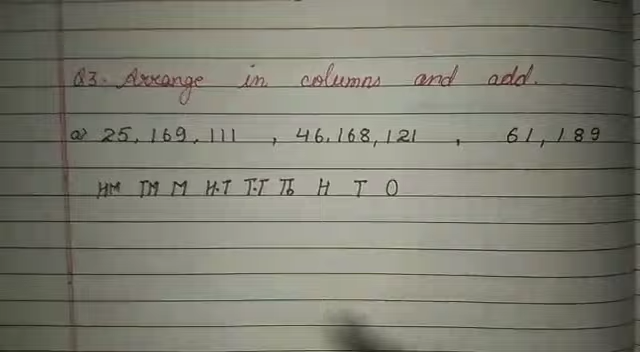 Q3. Arrange in columns and add.
a) 25,169,111 , 46,168,121 , 61,189
HM TM M H.T T.T Th H T O